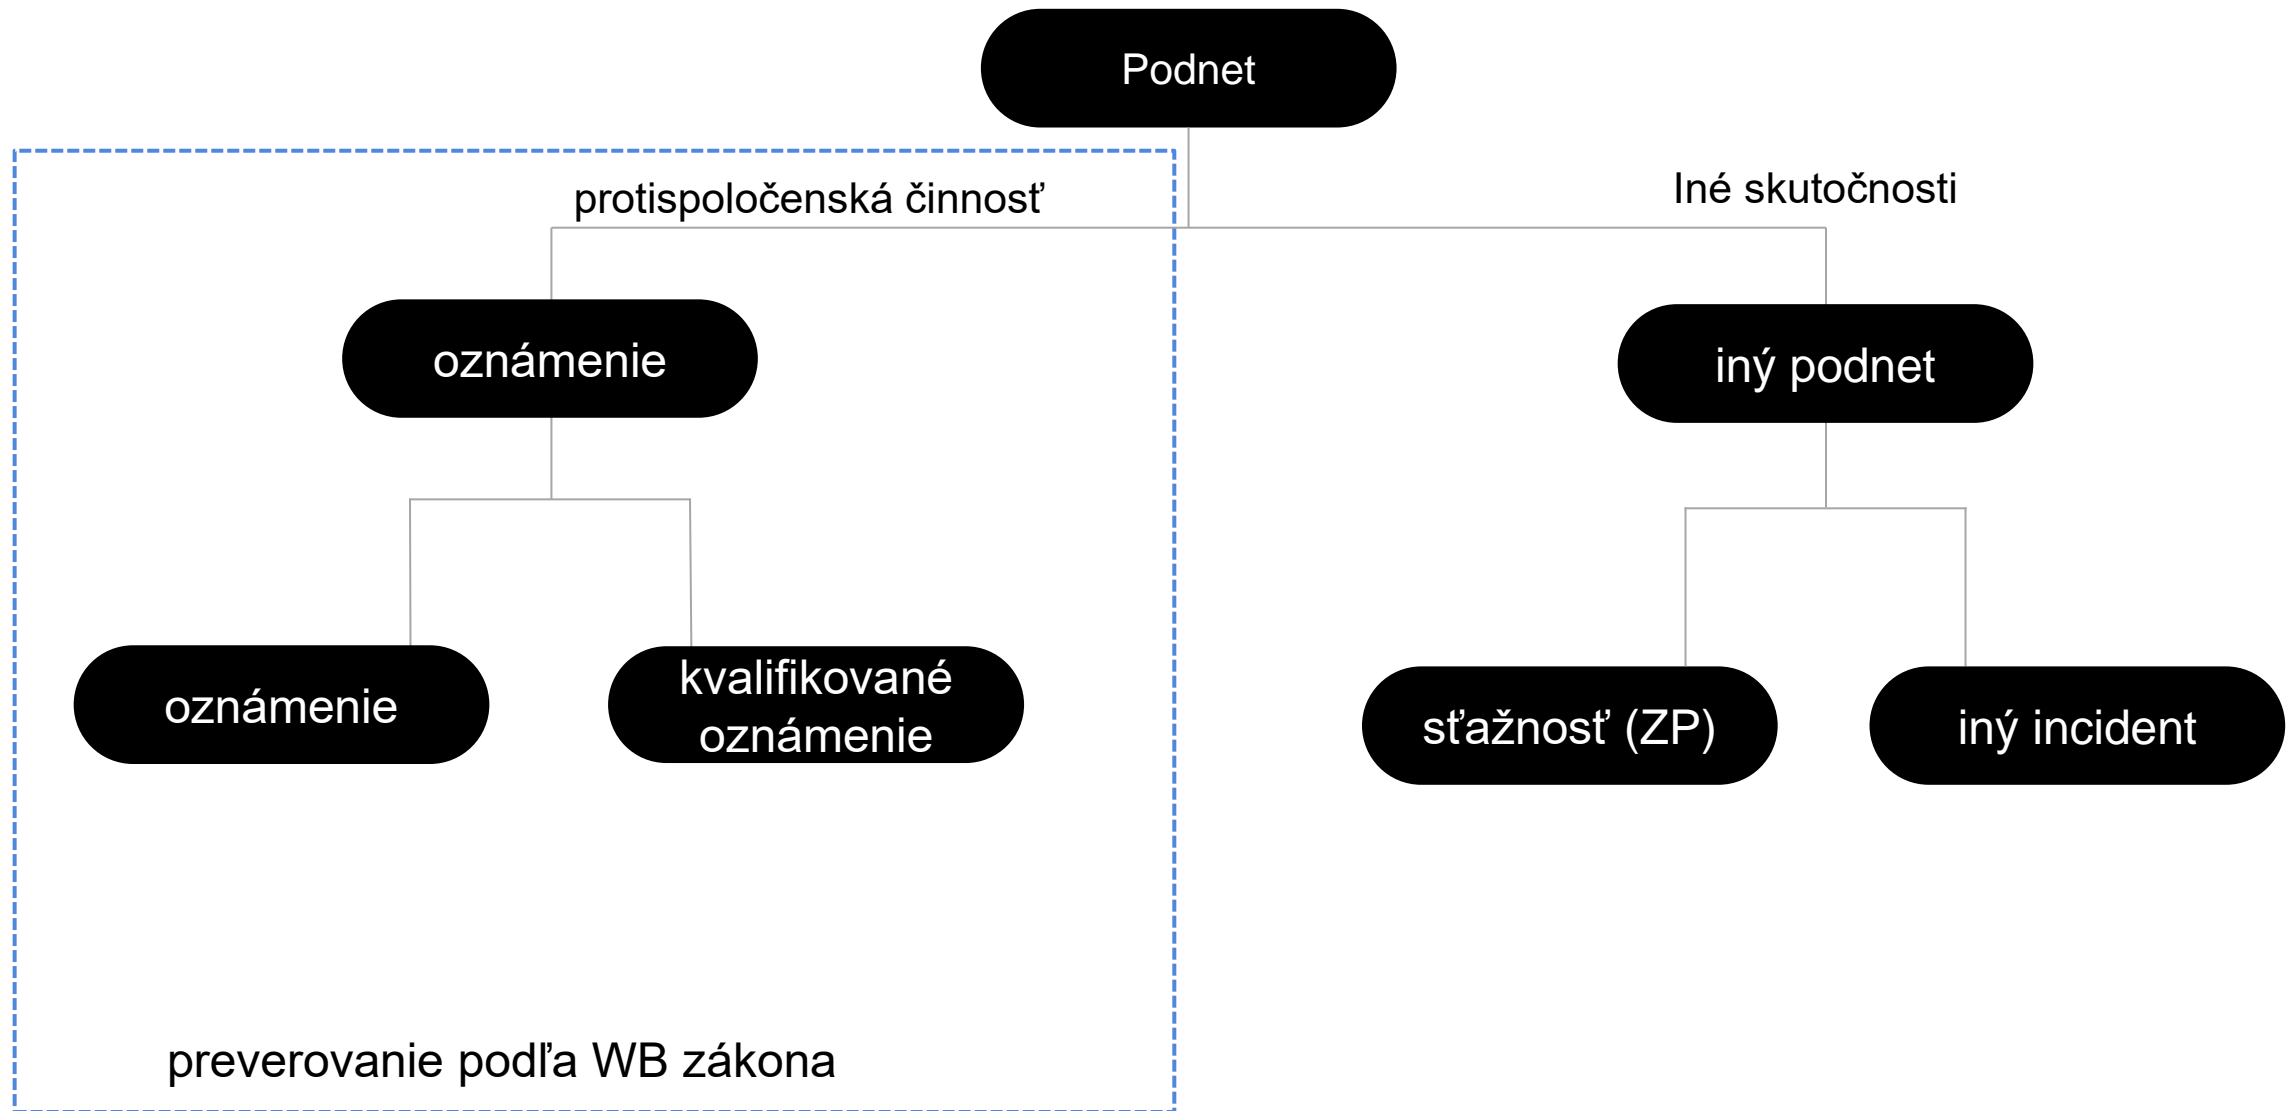 Podnet
protispoločenská činnosť
Iné skutočnosti
oznámenie
iný podnet
oznámenie
kvalifikované
oznámenie
sťažnosť (ZP)
iný incident
preverovanie podľa WB zákona